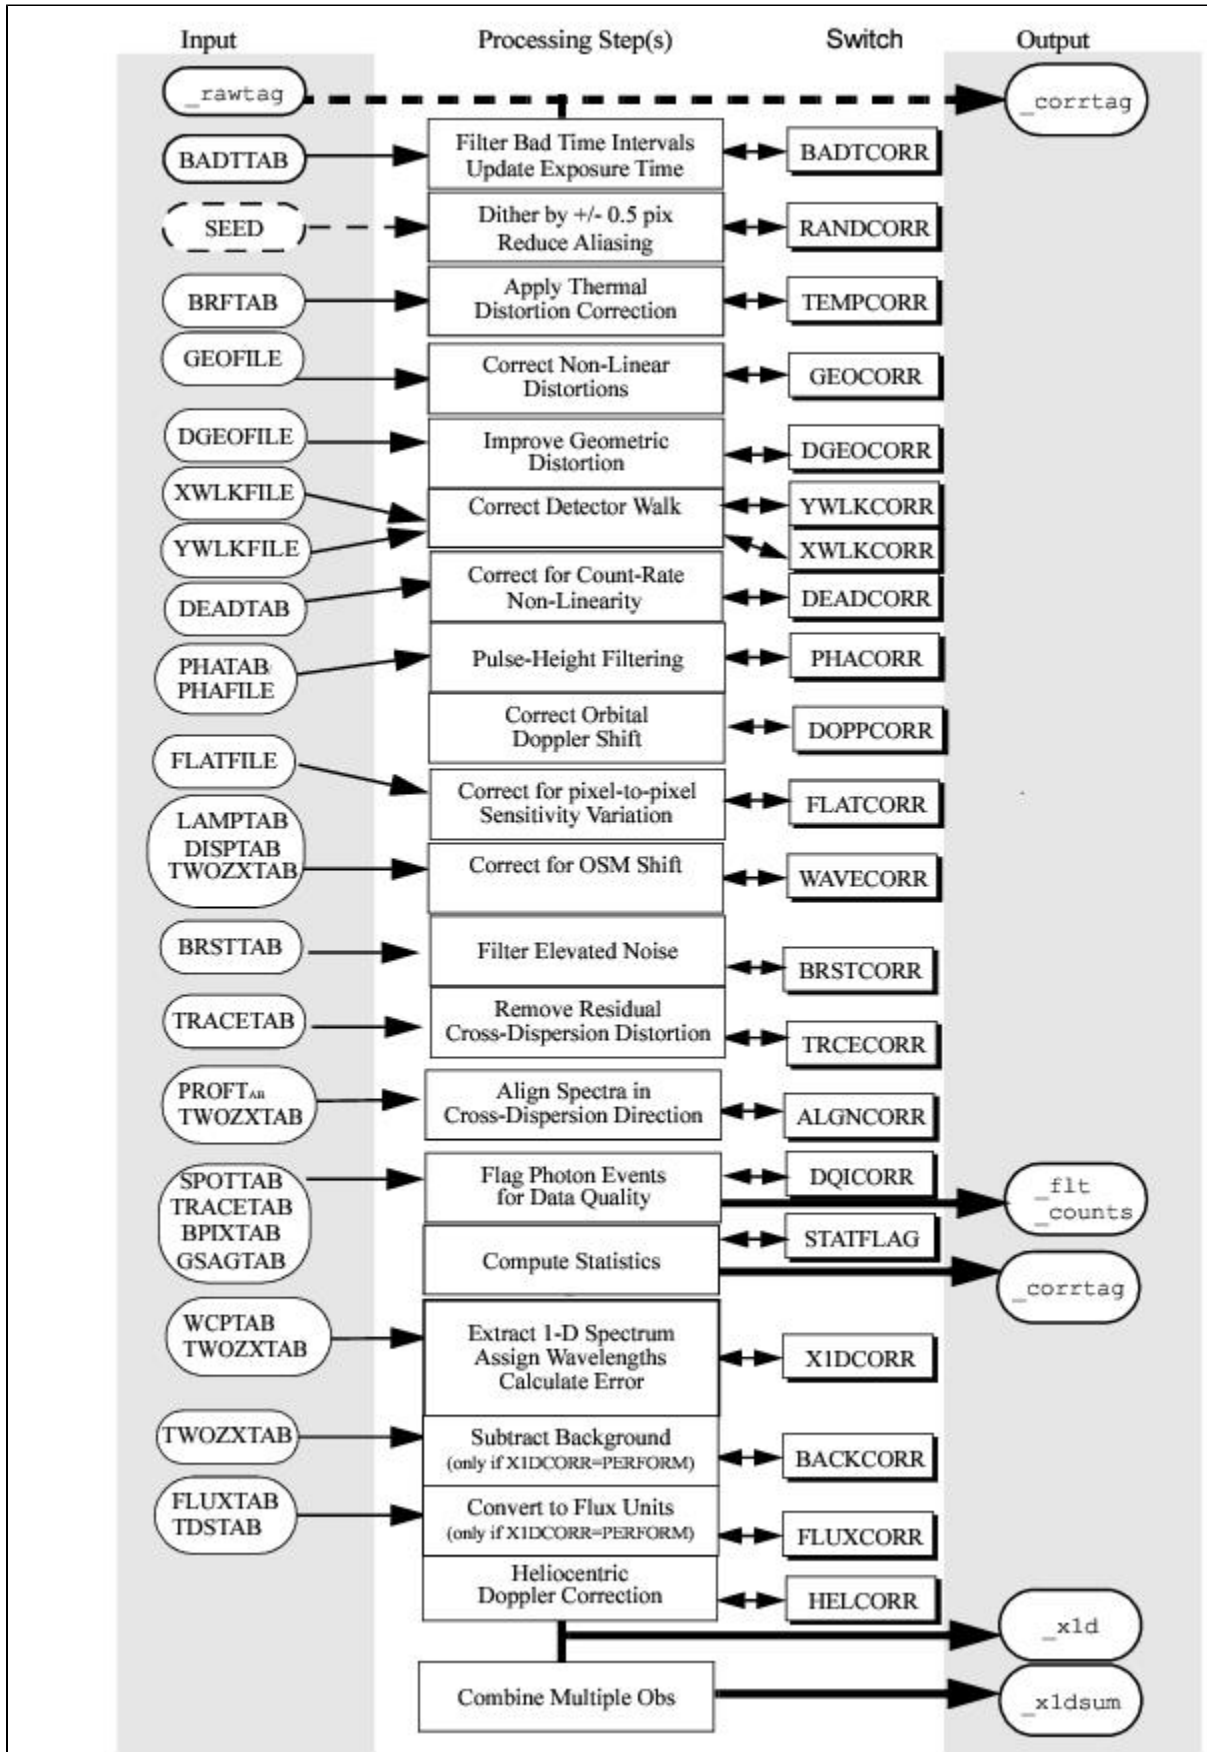 Input
Processing Step(s)
Switch
Output
_rawtag
_corrtag
BADTTAB
Filter Bad Time Intervals
Update Exposure Time
BADTCORR
SEED
Dither by +/- 0.5 pix
Reduce Aliasing
RANDCORR
BRFTAB
Apply Thermal
Distortion Correction
TEMPCORR
GEOFILE
Correct Non-Linear
Distortions
GEOCORR
DGEOFILE
Improve Geometric
Distortion
DGEOCORR
XWLKFILE
YWLKFILE
Correct Detector Walk
YWLKCORR
XWLKCORR
DEADTAB
Correct for Count-Rate
Non-Linearity
DEADCORR
PHATAB/
PHAFILE
Pulse-Height Filtering
PHACORR
Correct Orbital
Doppler Shift
DOPPCORR
FLATFILE
Correct for pixel-to-pixel
Sensitivity Variation
FLATCORR
LAMPTAB
DISPTAB
TWOZXTAB
Correct for OSM Shift
WAVECORR
BRSTTAB
Filter Elevated Noise
BRSTCORR
TRACETAB
Remove Residual
Cross-Dispersion Distortion
TRCECORR
PROFTAB
TWOZXTAB
Align Spectra in
Cross-Dispersion Direction
ALGNCORR
SPOTTAB
TRACETAB
BPIXTAB
GSAGTAB
Flag Photon Events
for Data Quality
DQICORR
_flt
_counts
Compute Statistics
STATFLAG
_corrtag
WCPTAB
TWOZXTAB
Extract 1-D Spectrum
Assign Wavelengths
Calculate Error
X1DCORR
TWOZXTAB
Subtract Background
(only if X1DCORR=PERFORM)
BACKCORR
FLUXTAB
TDSTAB
Convert to Flux Units
(only if X1DCORR=PERFORM)
FLUXCORR
Heliocentric
Doppler Correction
HELCORR
_x1d
Combine Multiple Obs
_x1dsum